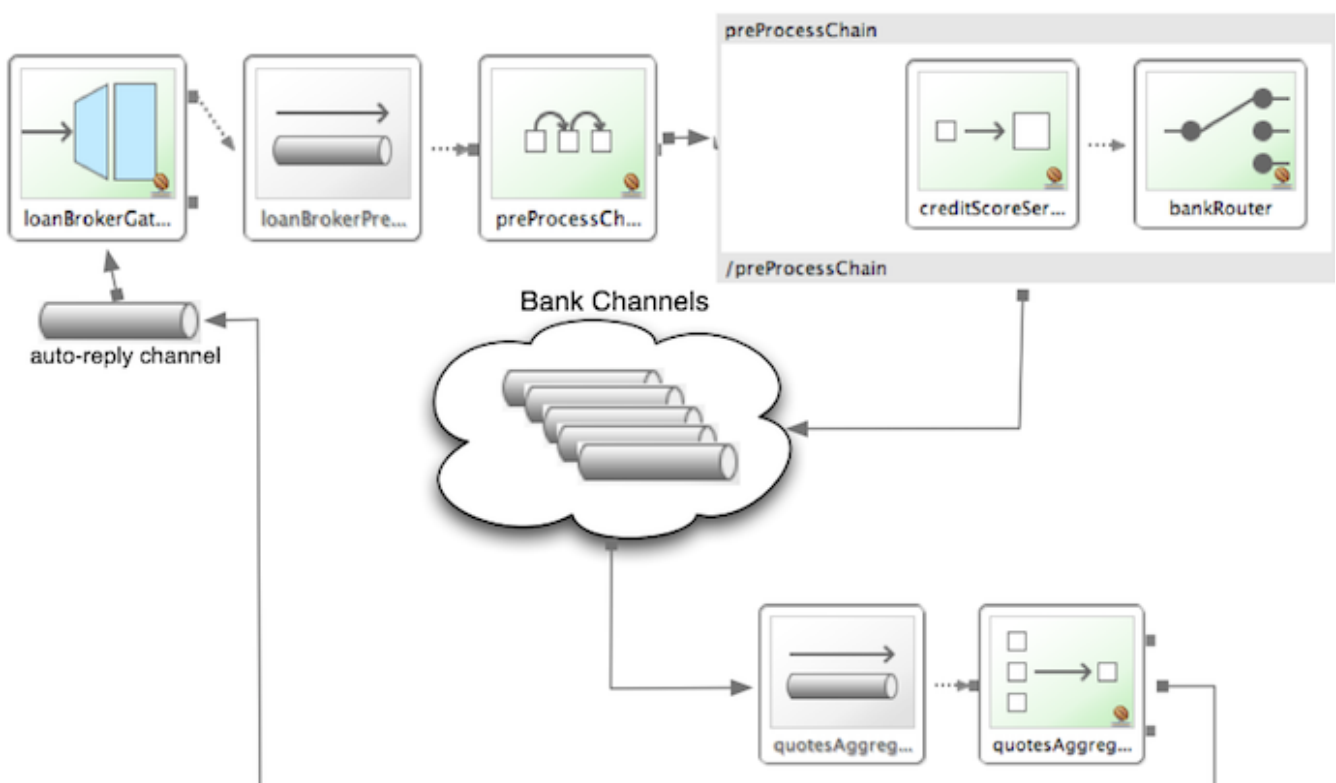 preProcessChain
loanBrokerGat...
loanBrokerPre...
preProcessCh...
creditScoreSer...
bankRouter
/preProcessChain
Bank Channels
auto-reply channel
quotesAggreg...
quotesAggreg...